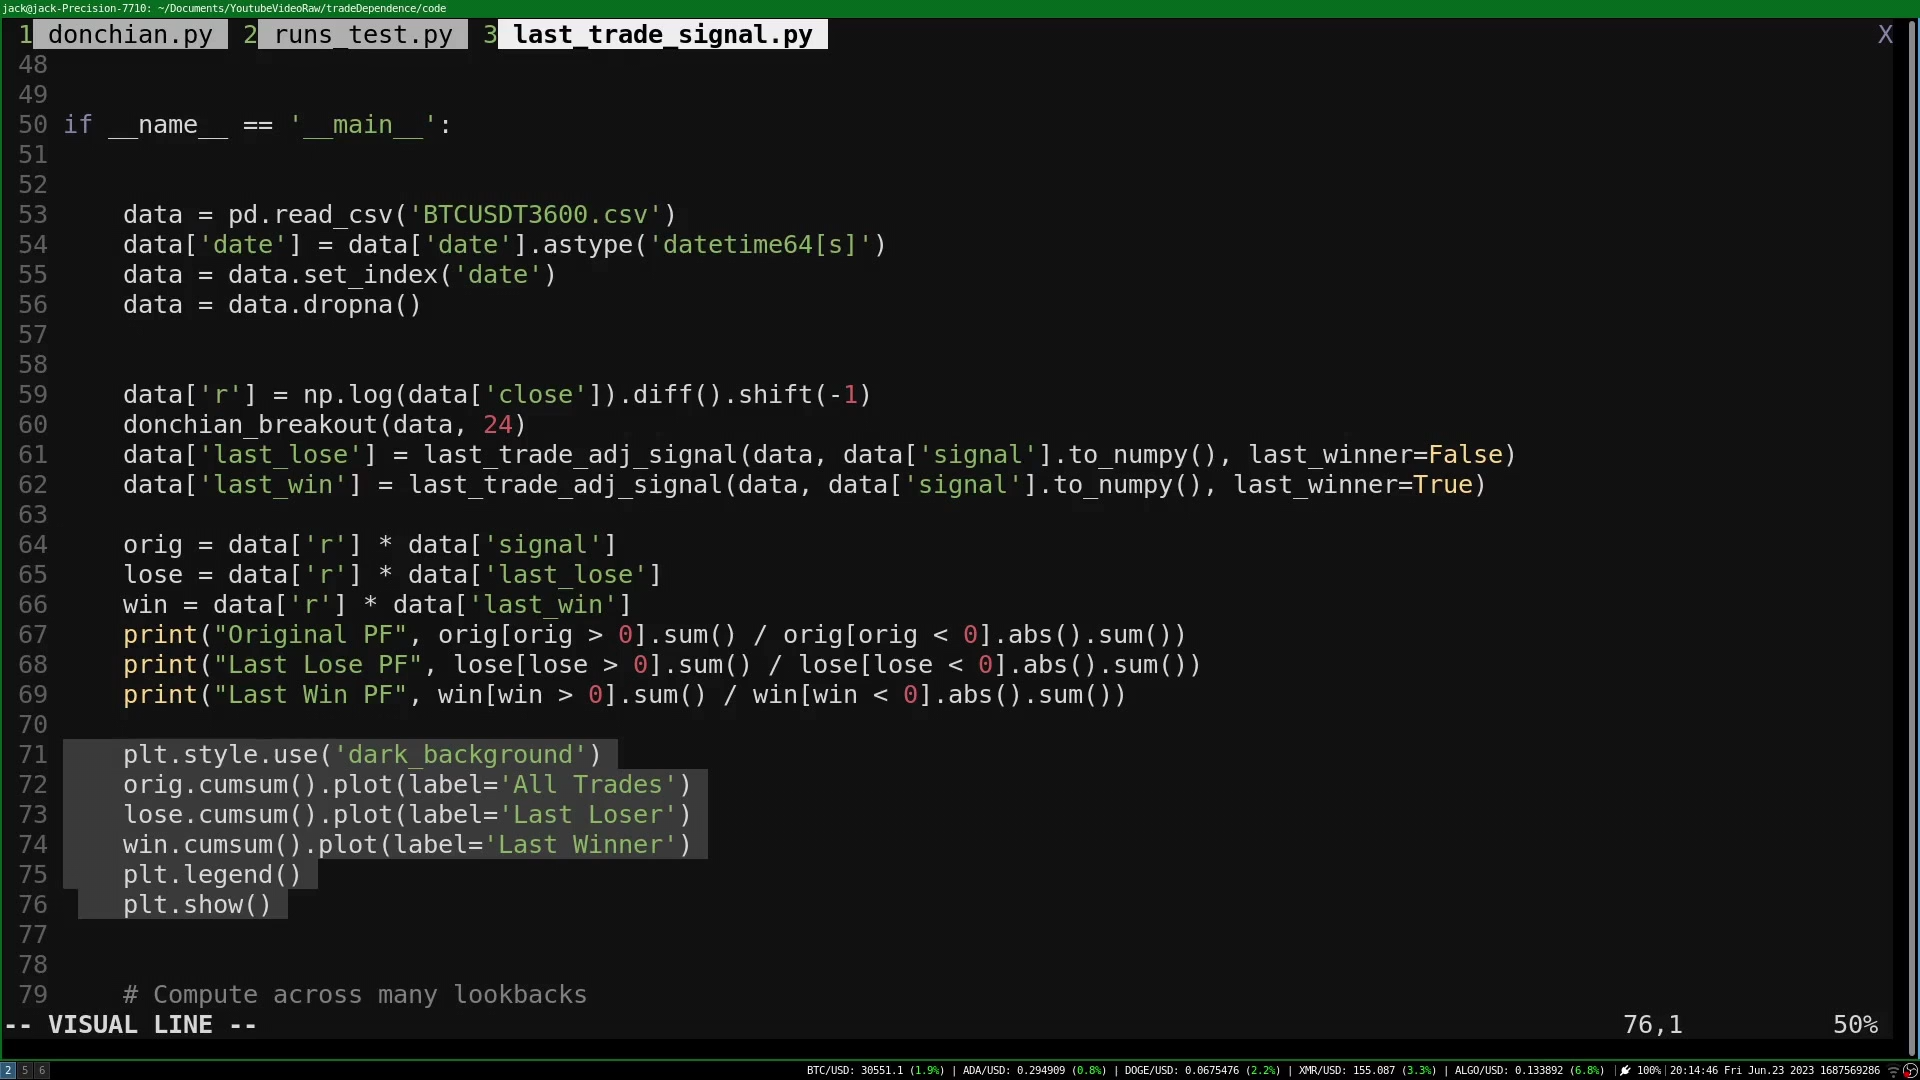 jack@jack-Precision-7710: ~/Documents/YoutubeVideoRaw/tradeDependence/code
1 donchian.py 2 runs_test.py 3 last_trade_signal.py X
48
49
50 if __name__ == '__main__':
51
52
53     data = pd.read_csv('BTCUSDT3600.csv')
54     data['date'] = data['date'].astype('datetime64[s]')
55     data = data.set_index('date')
56     data = data.dropna()
57
58
59     data['r'] = np.log(data['close']).diff().shift(-1)
60     donchian_breakout(data, 24)
61     data['last_lose'] = last_trade_adj_signal(data, data['signal'].to_numpy(), last_winner=False)
62     data['last_win'] = last_trade_adj_signal(data, data['signal'].to_numpy(), last_winner=True)
63
64     orig = data['r'] * data['signal']
65     lose = data['r'] * data['last_lose']
66     win = data['r'] * data['last_win']
67     print("Original PF", orig[orig > 0].sum() / orig[orig < 0].abs().sum())
68     print("Last Lose PF", lose[lose > 0].sum() / lose[lose < 0].abs().sum())
69     print("Last Win PF", win[win > 0].sum() / win[win < 0].abs().sum())
70
71     plt.style.use('dark_background')
72     orig.cumsum().plot(label='All Trades')
73     lose.cumsum().plot(label='Last Loser')
74     win.cumsum().plot(label='Last Winner')
75     plt.legend()
76     plt.show()
77
78
79     # Compute across many lookbacks
-- VISUAL LINE -- 76,1 50%
2 5 6 BTC/USD: 30551.1 (1.9%) | ADA/USD: 0.294909 (0.8%) | DOGE/USD: 0.0675476 (2.2%) | XMR/USD: 155.087 (3.3%) | ALGO/USD: 0.133892 (6.8%) | 100% | 20:14:46 Fri Jun.23 2023 1687569286